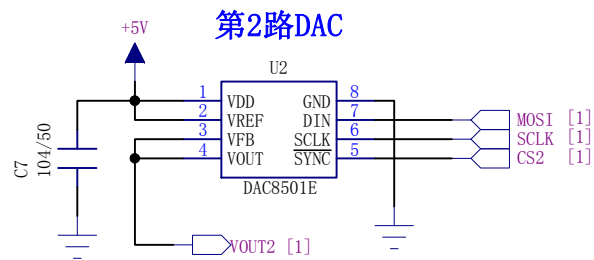 第2路DAC
+5V
U2
1 VDD GND 8
2 VREF DIN 7 MOSI [1]
3 VFB SCLK 6 SCLK [1]
4 VOUT SYNC 5 CS2 [1]
C7
104/50
DAC8501E
VOUT2 [1]